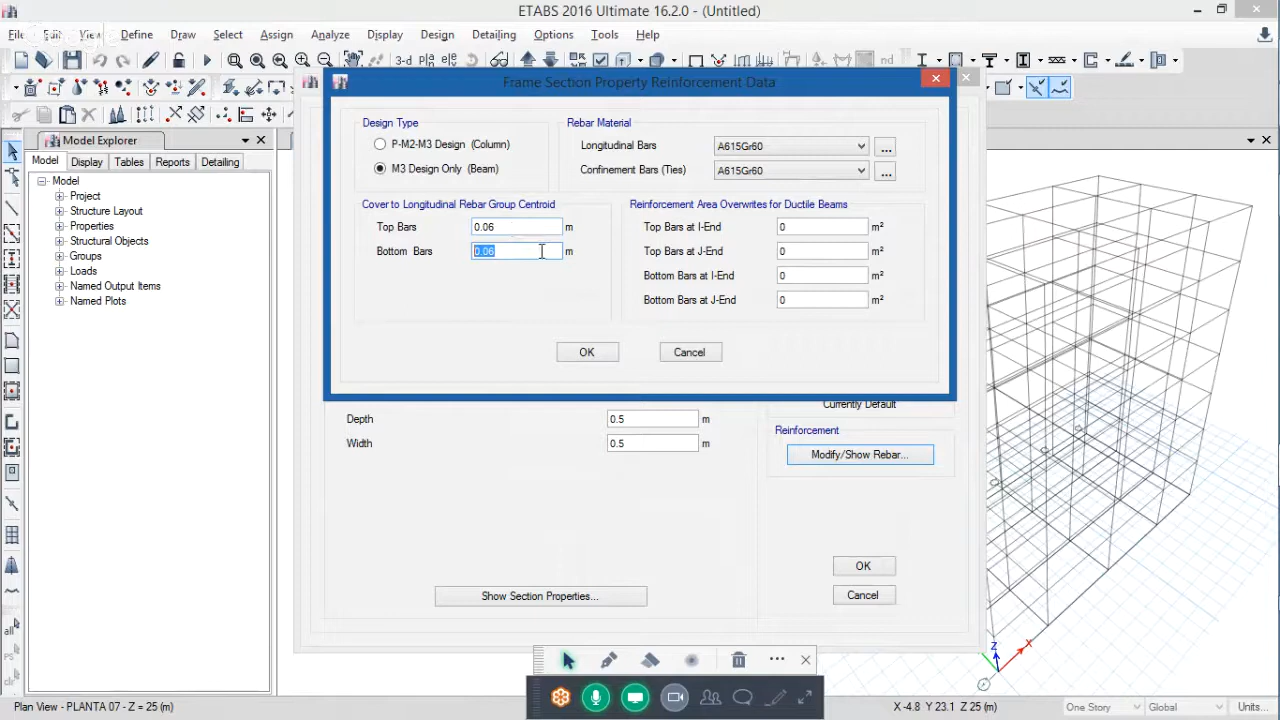 ETABS 2016 Ultimate 16.2.0 - (Untitled)
File Edit View Define Draw Select Assign Analyze Display Design Detailing Options Tools Help
3-d
nd
Model Explorer
Model Display Tables Reports Detailing
Model
Project
Structure Layout
Properties
Structural Objects
Groups
Loads
Named Output Items
Named Plots
all
ps
clr
Frame Section Property Reinforcement Data
Design Type
P-M2-M3 Design (Column)
M3 Design Only (Beam)
Rebar Material
Longitudinal Bars A615Gr60 ...
Confinement Bars (Ties) A615Gr60 ...
Cover to Longitudinal Rebar Group Centroid
Top Bars 0.06 m
Bottom Bars 0.06 m
Reinforcement Area Overwrites for Ductile Beams
Top Bars at I-End 0 m²
Top Bars at J-End 0 m²
Bottom Bars at I-End 0 m²
Bottom Bars at J-End 0 m²
OK Cancel
Depth 0.5 m
Width 0.5 m
Currently Default
Reinforcement
Modify/Show Rebar...
Show Section Properties...
OK
Cancel
Z
X
Plan View - PLANTA 07 - Z = 25 (m)
X -4.8 Y 23.1 Z 25 (m)
One Story Global Units...